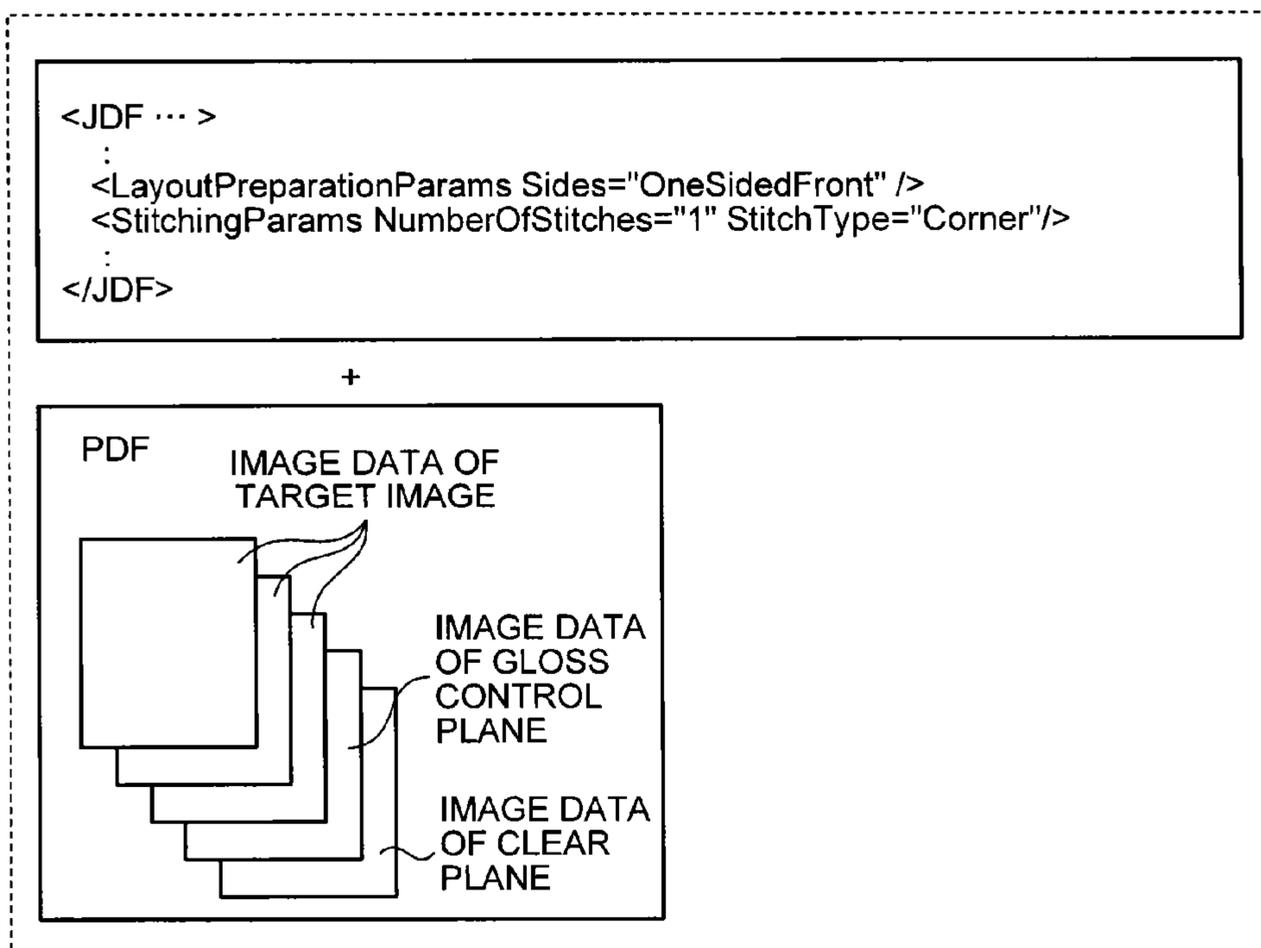 <JDF ··· >
:
<LayoutPreparationParams Sides="OneSidedFront" />
<StitchingParams NumberOfStitches="1" StitchType="Corner"/>
:
</JDF>
+
PDF
IMAGE DATA OF
TARGET IMAGE
IMAGE DATA
OF GLOSS
CONTROL
PLANE
IMAGE DATA
OF CLEAR
PLANE